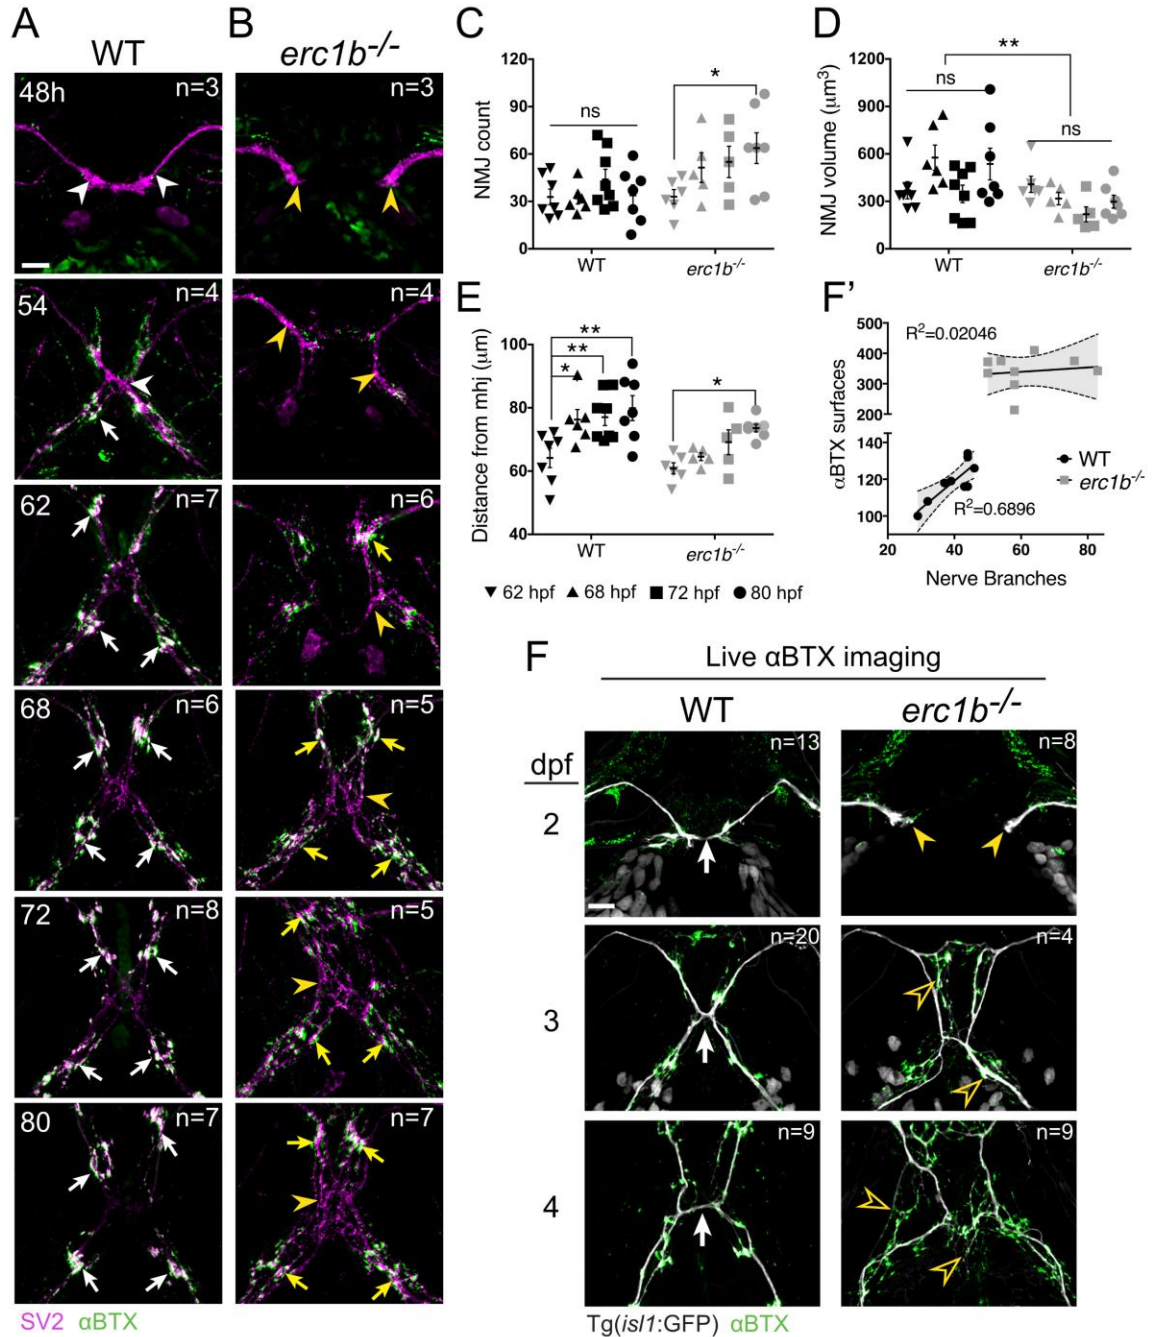 A
WT
48h
n=3
54
n=4
62
n=7
68
n=6
72
n=8
80
n=7
SV2 αBTX
B
erc1b-/-
n=3
n=4
n=6
n=5
n=5
n=7
C
NMJ count
120
90
60
30
0
ns
*
WT
erc1b-/-
D
NMJ volume (μm³)
1200
900
600
300
0
**
ns
ns
WT
erc1b-/-
E
Distance from mhj (μm)
100
80
60
40
**
**
*
*
WT
erc1b-/-
▼ 62 hpf ▲ 68 hpf ■ 72 hpf ● 80 hpf
F'
αBTX surfaces
500
400
300
200
140
120
100
R²=0.02046
R²=0.6896
WT
erc1b-/-
20 40 60 80
Nerve Branches
F
Live αBTX imaging
WT
erc1b-/-
dpf
2
n=13
n=8
3
n=20
n=4
4
n=9
n=9
Tg(isl1:GFP) αBTX